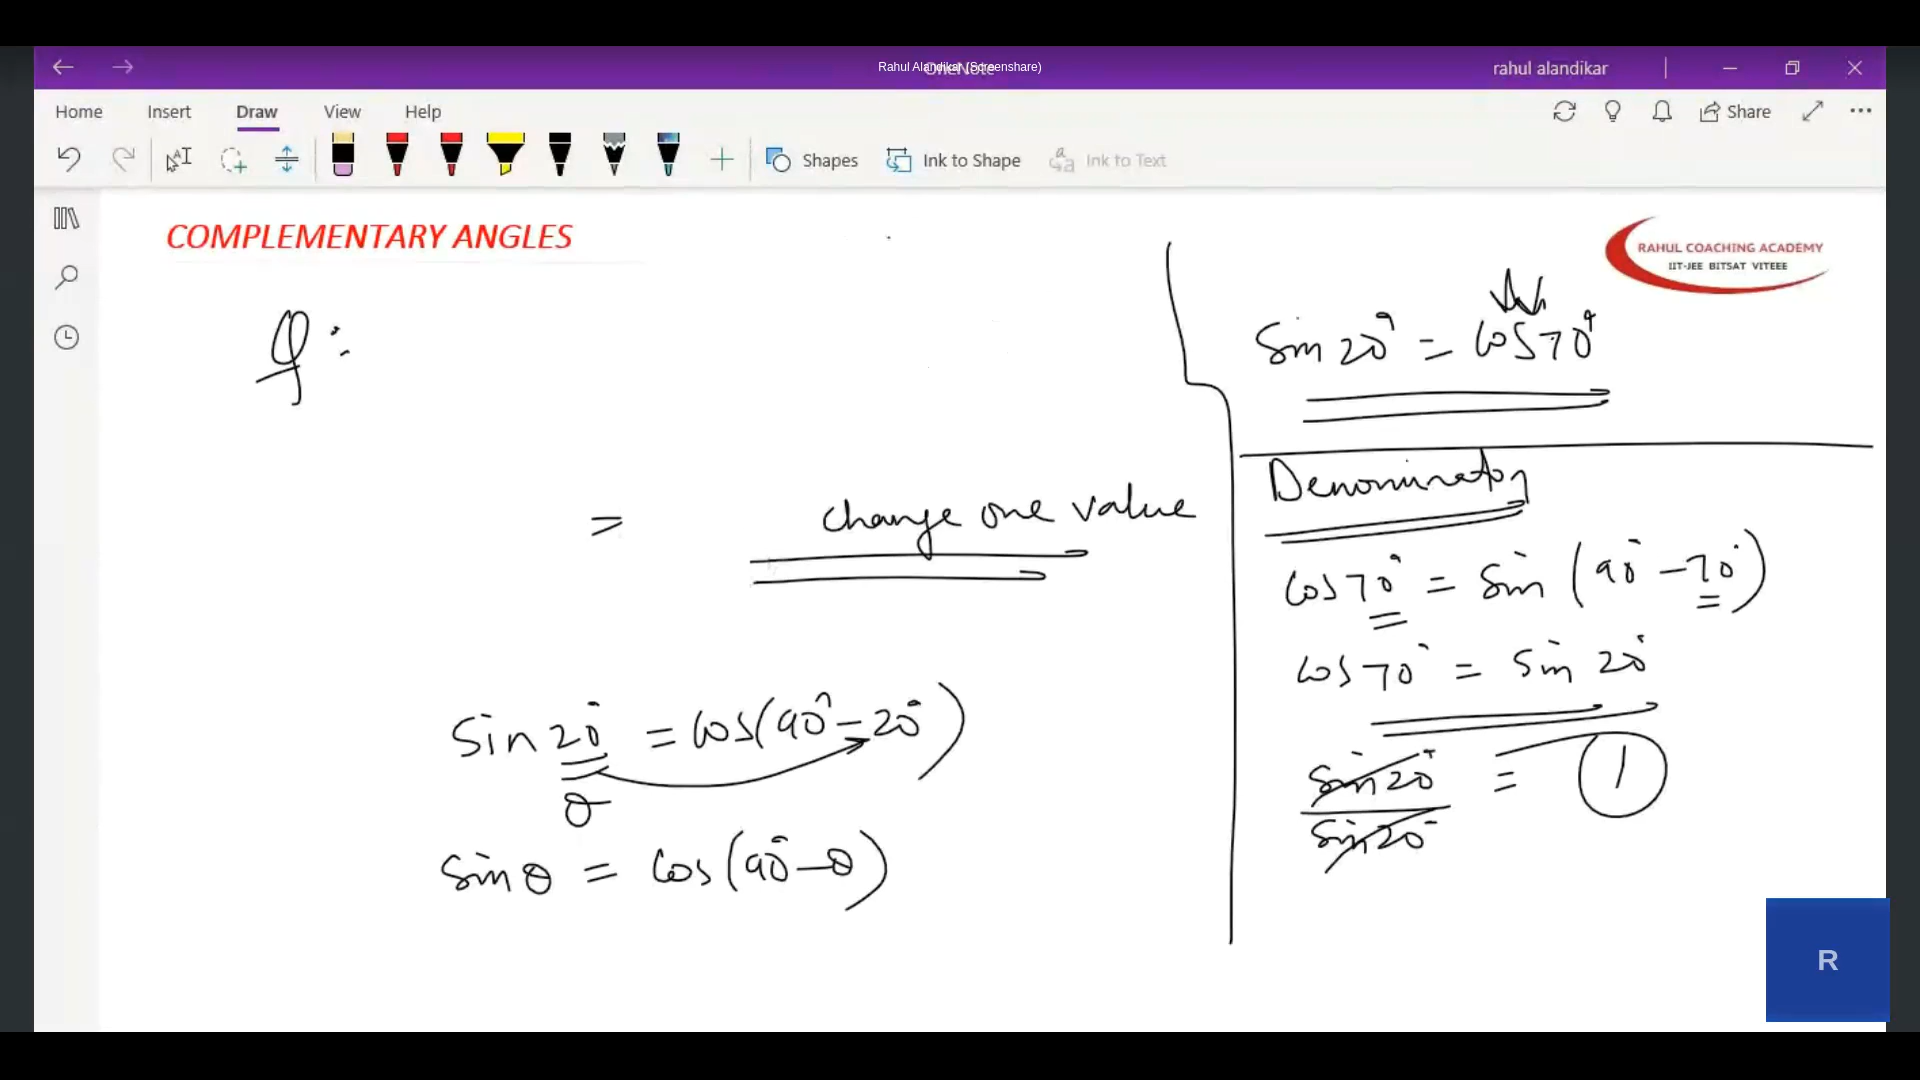 Rahul Alandikar (Screenshare)
OneNote
rahul alandikar
Home Insert Draw View Help
Share
Shapes Ink to Shape Ink to Text
COMPLEMENTARY ANGLES
RAHUL COACHING ACADEMY
IIT-JEE BITSAT VITEEE
Q:
= change one value
sin 20° = cos(90° - 20°)
θ
sin θ = cos(90° - θ)
sin 20° = cos 70°
Denominator
cos 70° = sin (90° - 70°)
cos 70° = sin 20°
sin 20° = 1
sin 20°
R